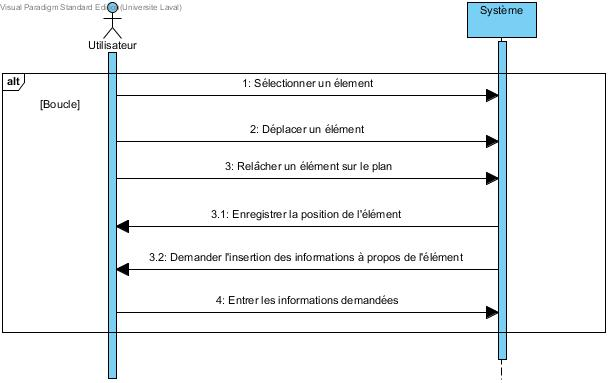 Visual Paradigm Standard Edition(Universite Laval)
Système
Utilisateur
alt
[Boucle]
1: Sélectionner un élement
2: Déplacer un élément
3: Relâcher un élément sur le plan
3.1: Enregistrer la position de l'élément
3.2: Demander l'insertion des informations à propos de l'élément
4: Entrer les informations demandées